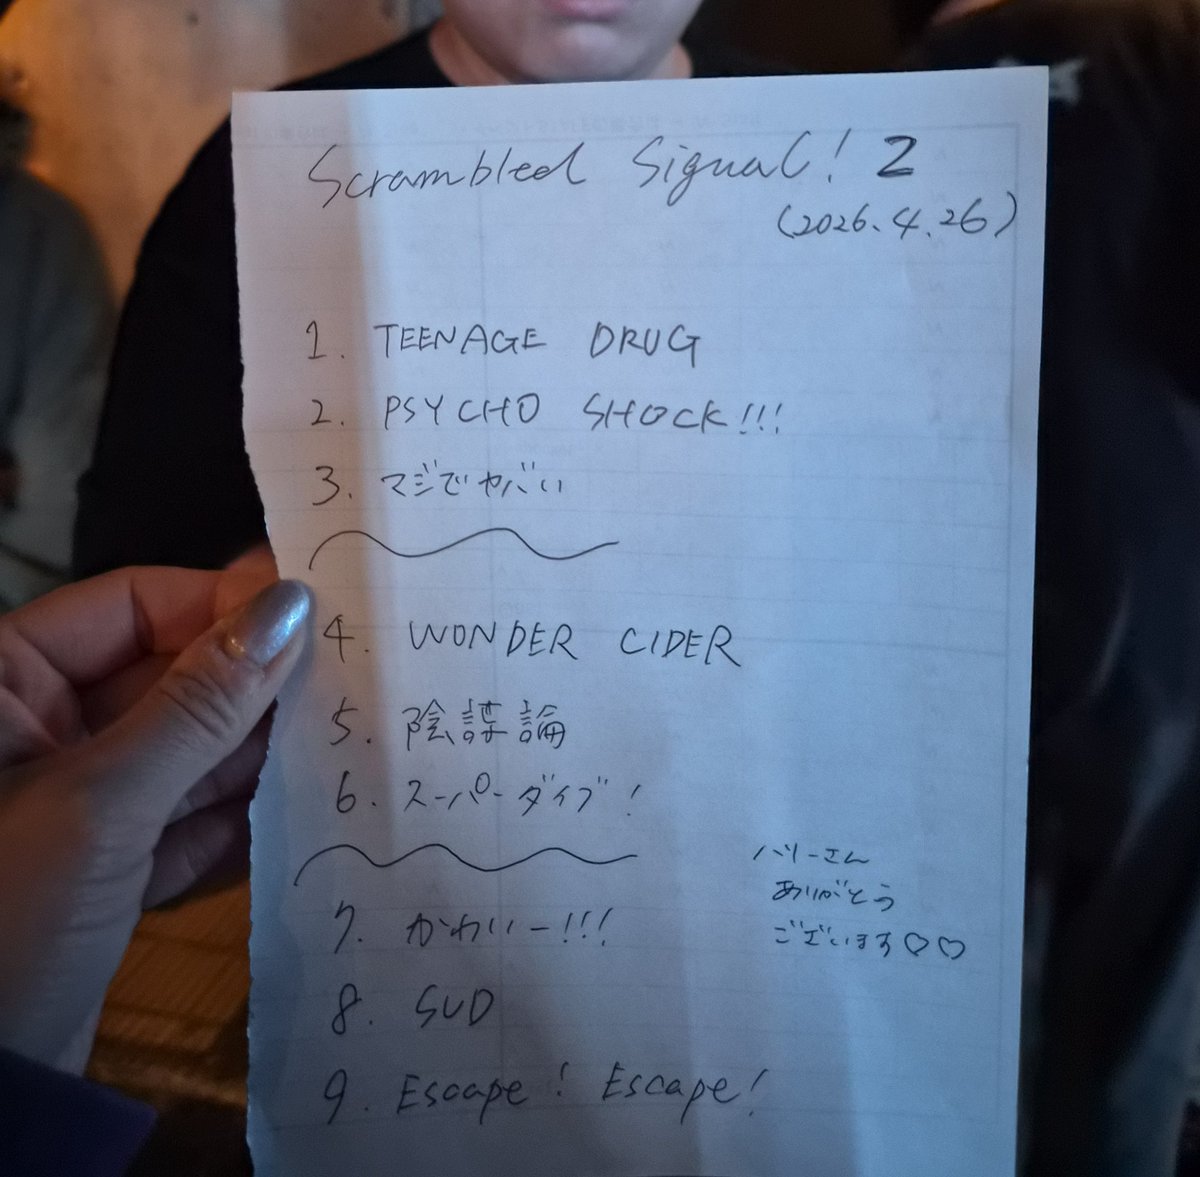 Scrambled Signal! 2
(2026.4.26)
1. TEENAGE DRUG
2. PSYCHO SHOCK!!!
3. マジでヤバい
4. WONDER CIDER
5. 陰謀論
6. スーパーダイブ!
7. かわいー!!!
8. SUD
9. Escape! Escape!
バリーさん
ありがとう
ございます♡♡